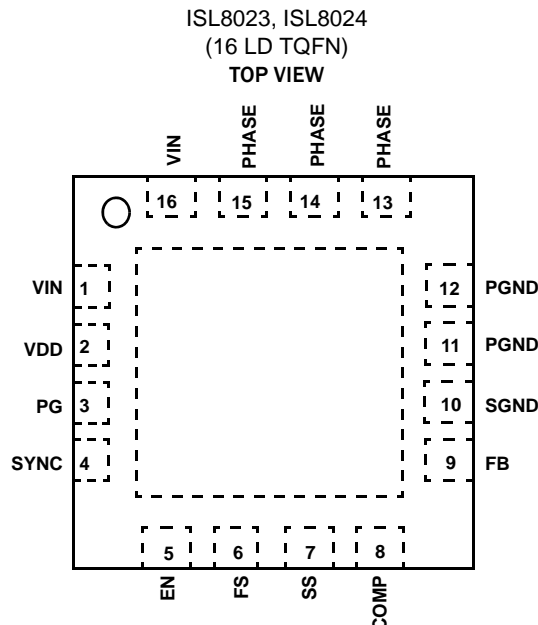 ISL8023, ISL8024
(16 LD TQFN)
TOP VIEW
VIN PHASE PHASE PHASE
16 15 14 13
VIN 1 12 PGND
VDD 2 11 PGND
PG 3 10 SGND
SYNC 4 9 FB
5 6 7 8
EN FS SS COMP